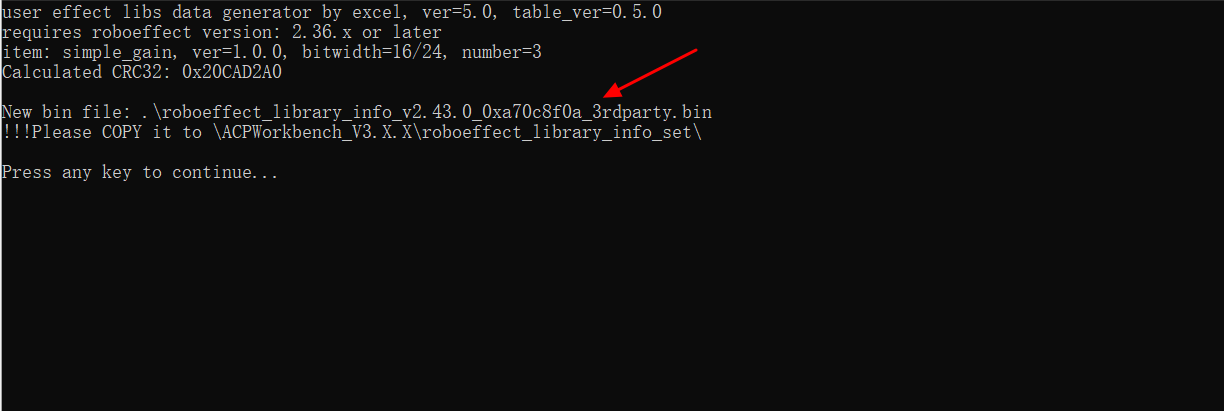 user effect libs data generator by excel, ver=5.0, table_ver=0.5.0
requires roboeffect version: 2.36.x or later
item: simple_gain, ver=1.0.0, bitwidth=16/24, number=3
Calculated CRC32: 0x20CAD2A0
New bin file: .\roboeffect_library_info_v2.43.0_0xa70c8f0a_3rdparty.bin
!!!Please COPY it to \ACPWorkbench_V3.X.X\roboeffect_library_info_set\
Press any key to continue...